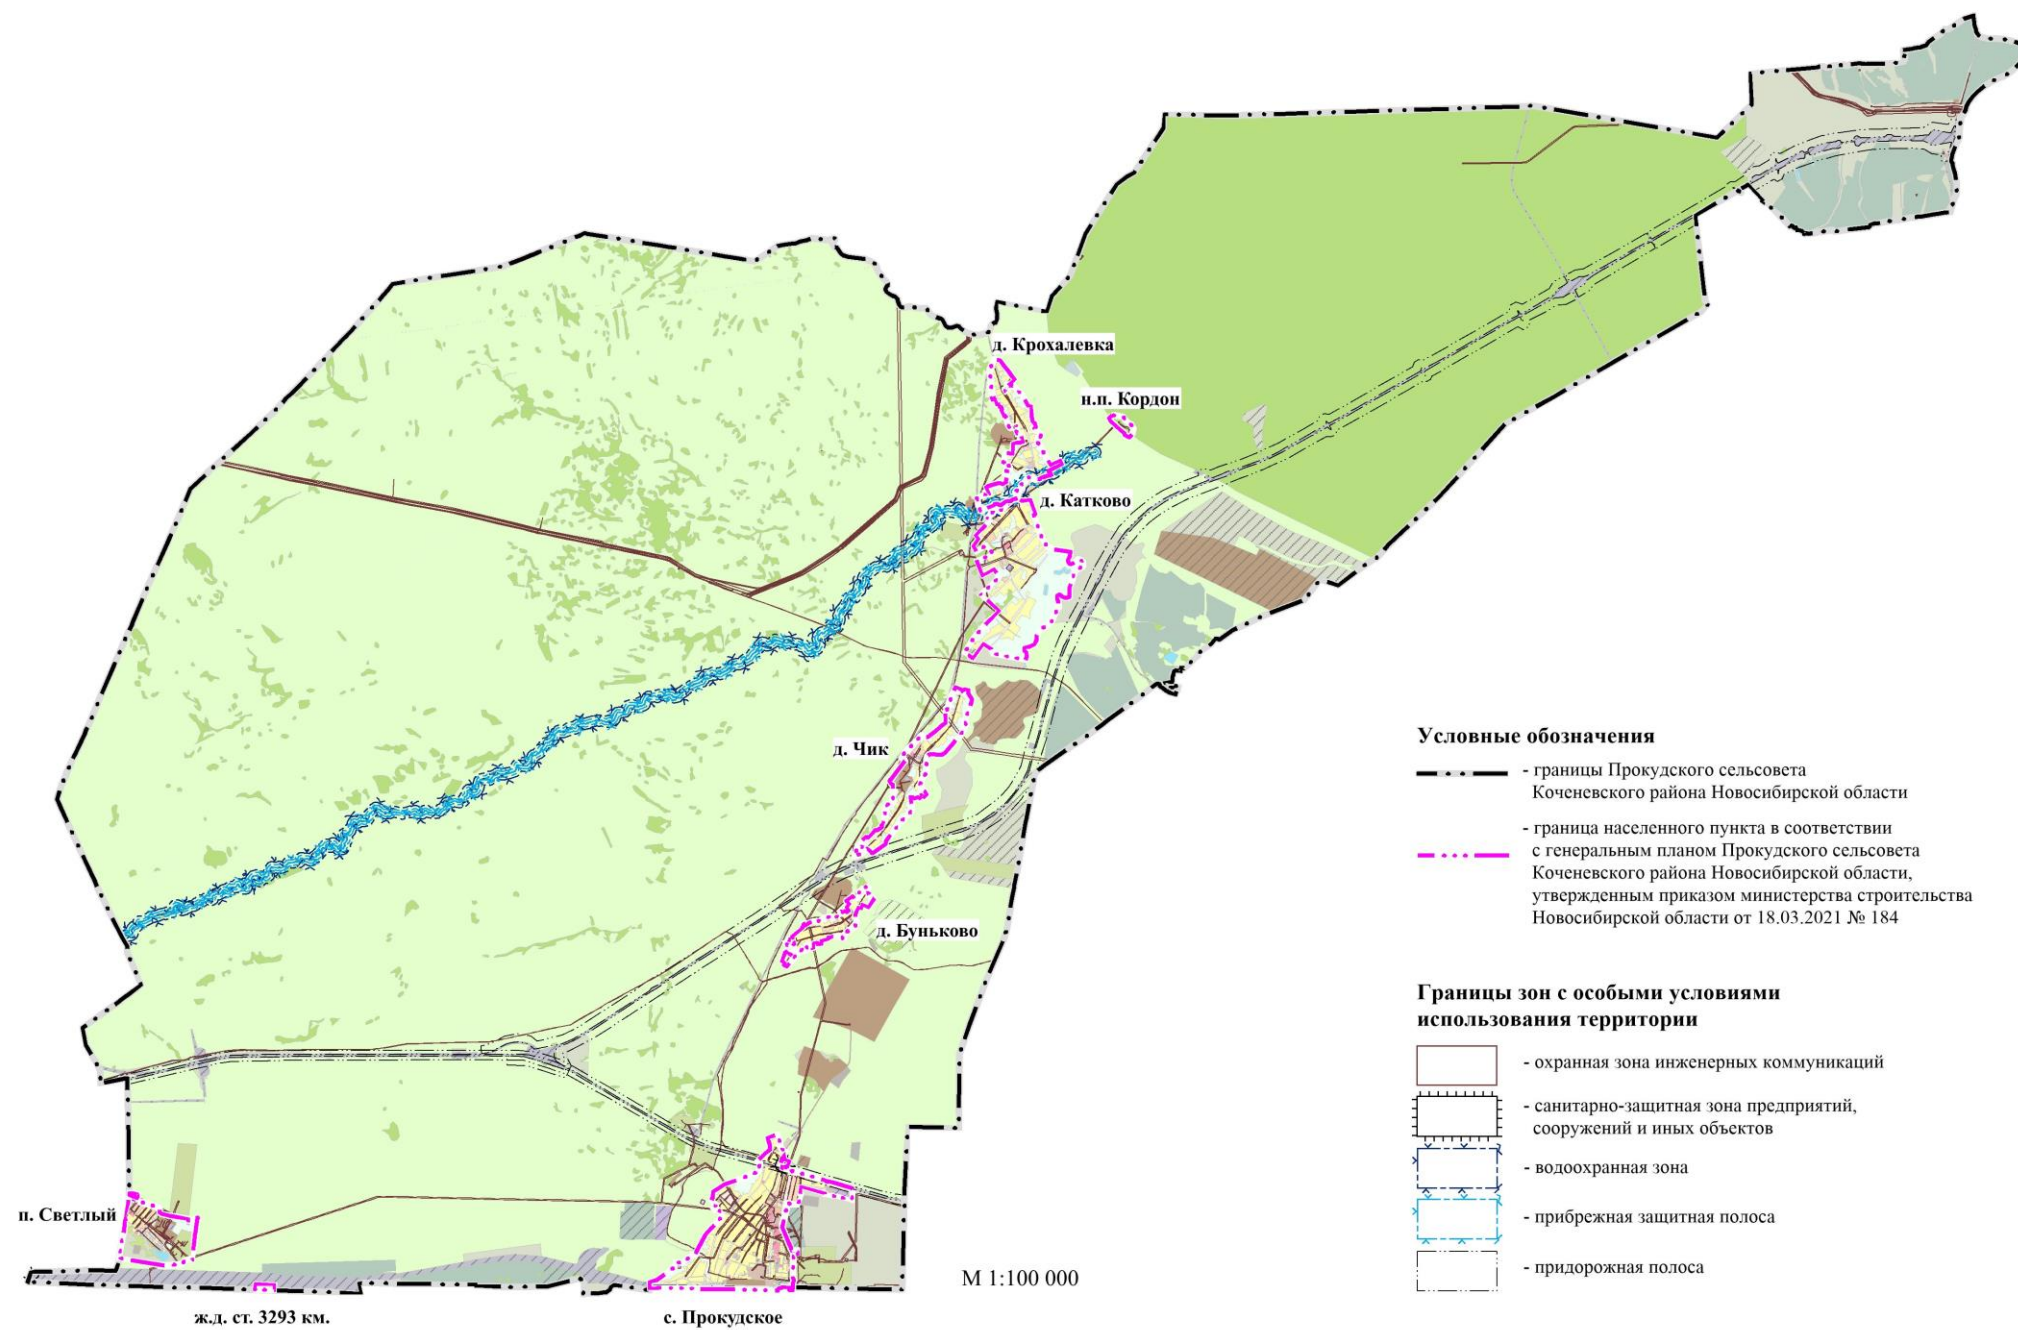 д. Крохалевка
н.п. Кордон
д. Катково
д. Чик
д. Буньково
п. Светлый
ж.д. ст. 3293 км.
с. Прокудское
М 1:100 000
Условные обозначения
- границы Прокудского сельсовета
Коченевского района Новосибирской области
- граница населенного пункта в соответствии
с генеральным планом Прокудского сельсовета
Коченевского района Новосибирской области,
утвержденным приказом министерства строительства
Новосибирской области от 18.03.2021 № 184
Границы зон с особыми условиями
использования территории
- охранная зона инженерных коммуникаций
- санитарно-защитная зона предприятий,
сооружений и иных объектов
- водоохранная зона
- прибрежная защитная полоса
- придорожная полоса